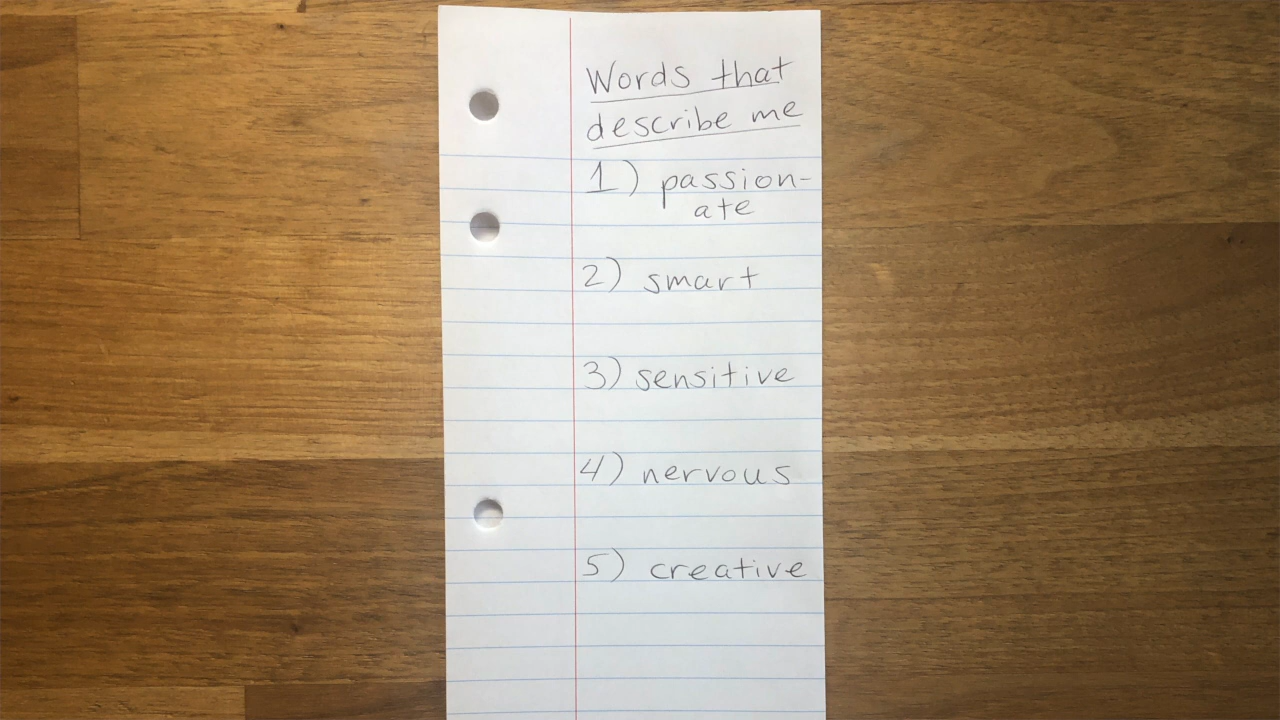 Words that
describe me
1) passion-
ate
2) smart
3) sensitive
4) nervous
5) creative